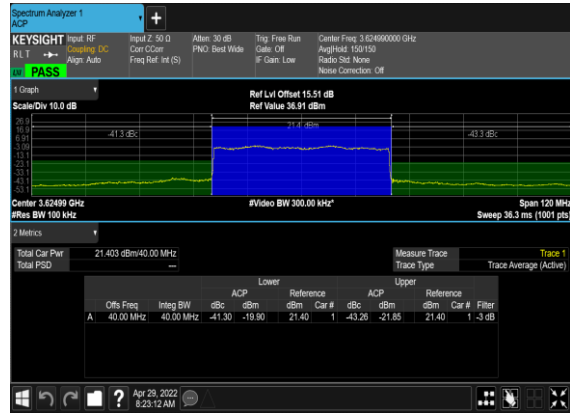 Spectrum Analyzer 1
ACP
+
KEYSIGHT Input: RF Input Z: 50 Ω Atten: 30 dB Trig: Free Run Center Freq: 3.624990000 GHz
RLT Coupling: DC Corr CCorr PNO: Best Wide Gate: Off Avg|Hold: 150/150
Align: Auto Freq Ref: Int (S) IF Gain: Low Radio Std: None
LW PASS Noise Correction: Off
1 Graph Ref Lvl Offset 15.51 dB
Scale/Div 10.0 dB Ref Value 36.91 dBm
26.9
16.9 21.4 dBm
6.91 -41.3 dBc -43.3 dBc
-3.09
-13.1
-23.1
-33.1
-43.1
-53.1
Center 3.62499 GHz #Video BW 300.00 kHz* Span 120 MHz
#Res BW 100 kHz Sweep 36.3 ms (1001 pts)
2 Metrics
Total Car Pwr 21.403 dBm/40.00 MHz Measure Trace Trace 1
Total PSD --- Trace Type Trace Average (Active)
Lower Upper
ACP Reference ACP Reference
Offs Freq Integ BW dBc dBm dBm Car # dBc dBm dBm Car # Filter
A 40.00 MHz 40.00 MHz -41.30 -19.90 21.40 1 -43.26 -21.85 21.40 1 -3 dB
? Apr 29, 2022
8:23:12 AM